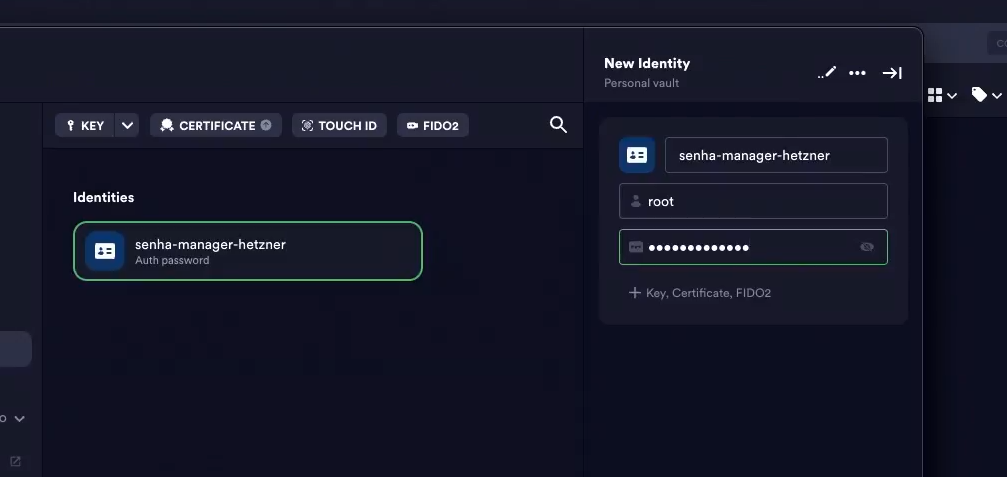 New Identity
Personal vault
KEY
CERTIFICATE
TOUCH ID
FIDO2
senha-manager-hetzner
root
Key, Certificate, FIDO2
Identities
senha-manager-hetzner
Auth password